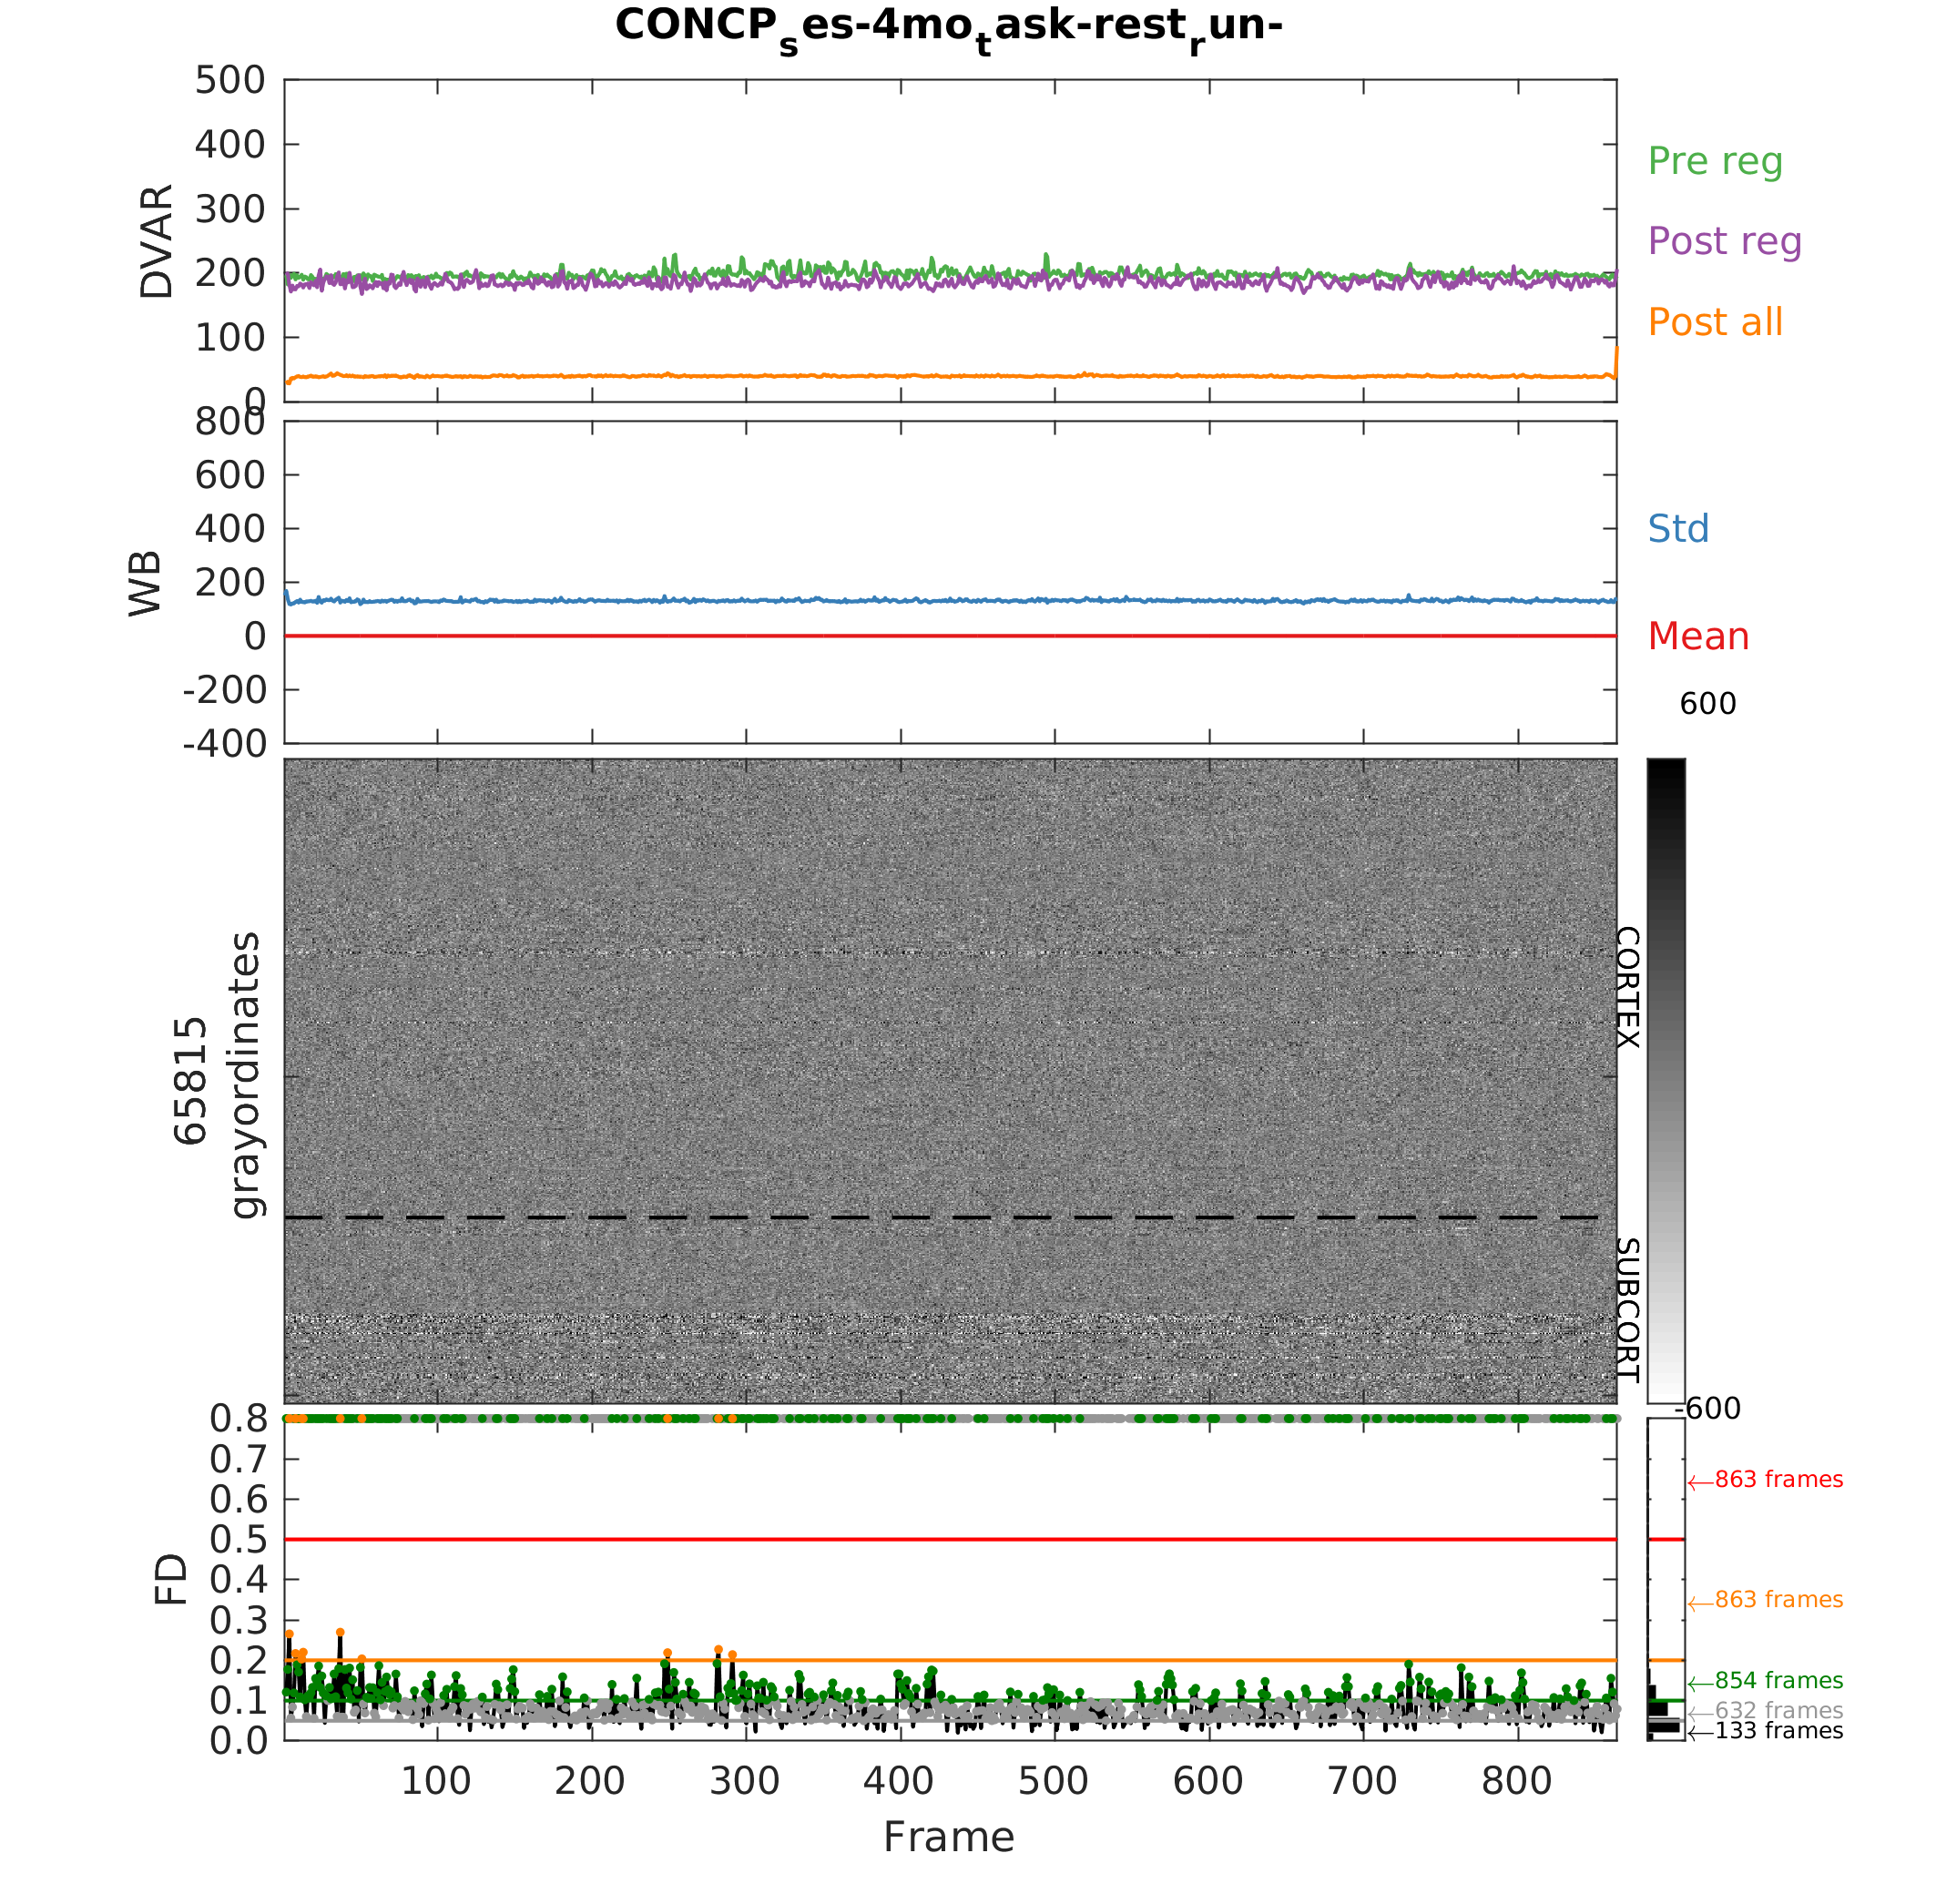 CONCPses-4motask-restrun-
500
400
300
200
100
0
DVAR
Pre reg
Post reg
Post all
800
600
400
200
0
-200
-400
WB
Std
Mean
600
65815
grayordinates
CORTEX
SUBCORT
-600
0.8
0.7
0.6
0.5
0.4
0.3
0.2
0.1
0.0
FD
←863 frames
←863 frames
←854 frames
←632 frames
←133 frames
100 200 300 400 500 600 700 800
Frame